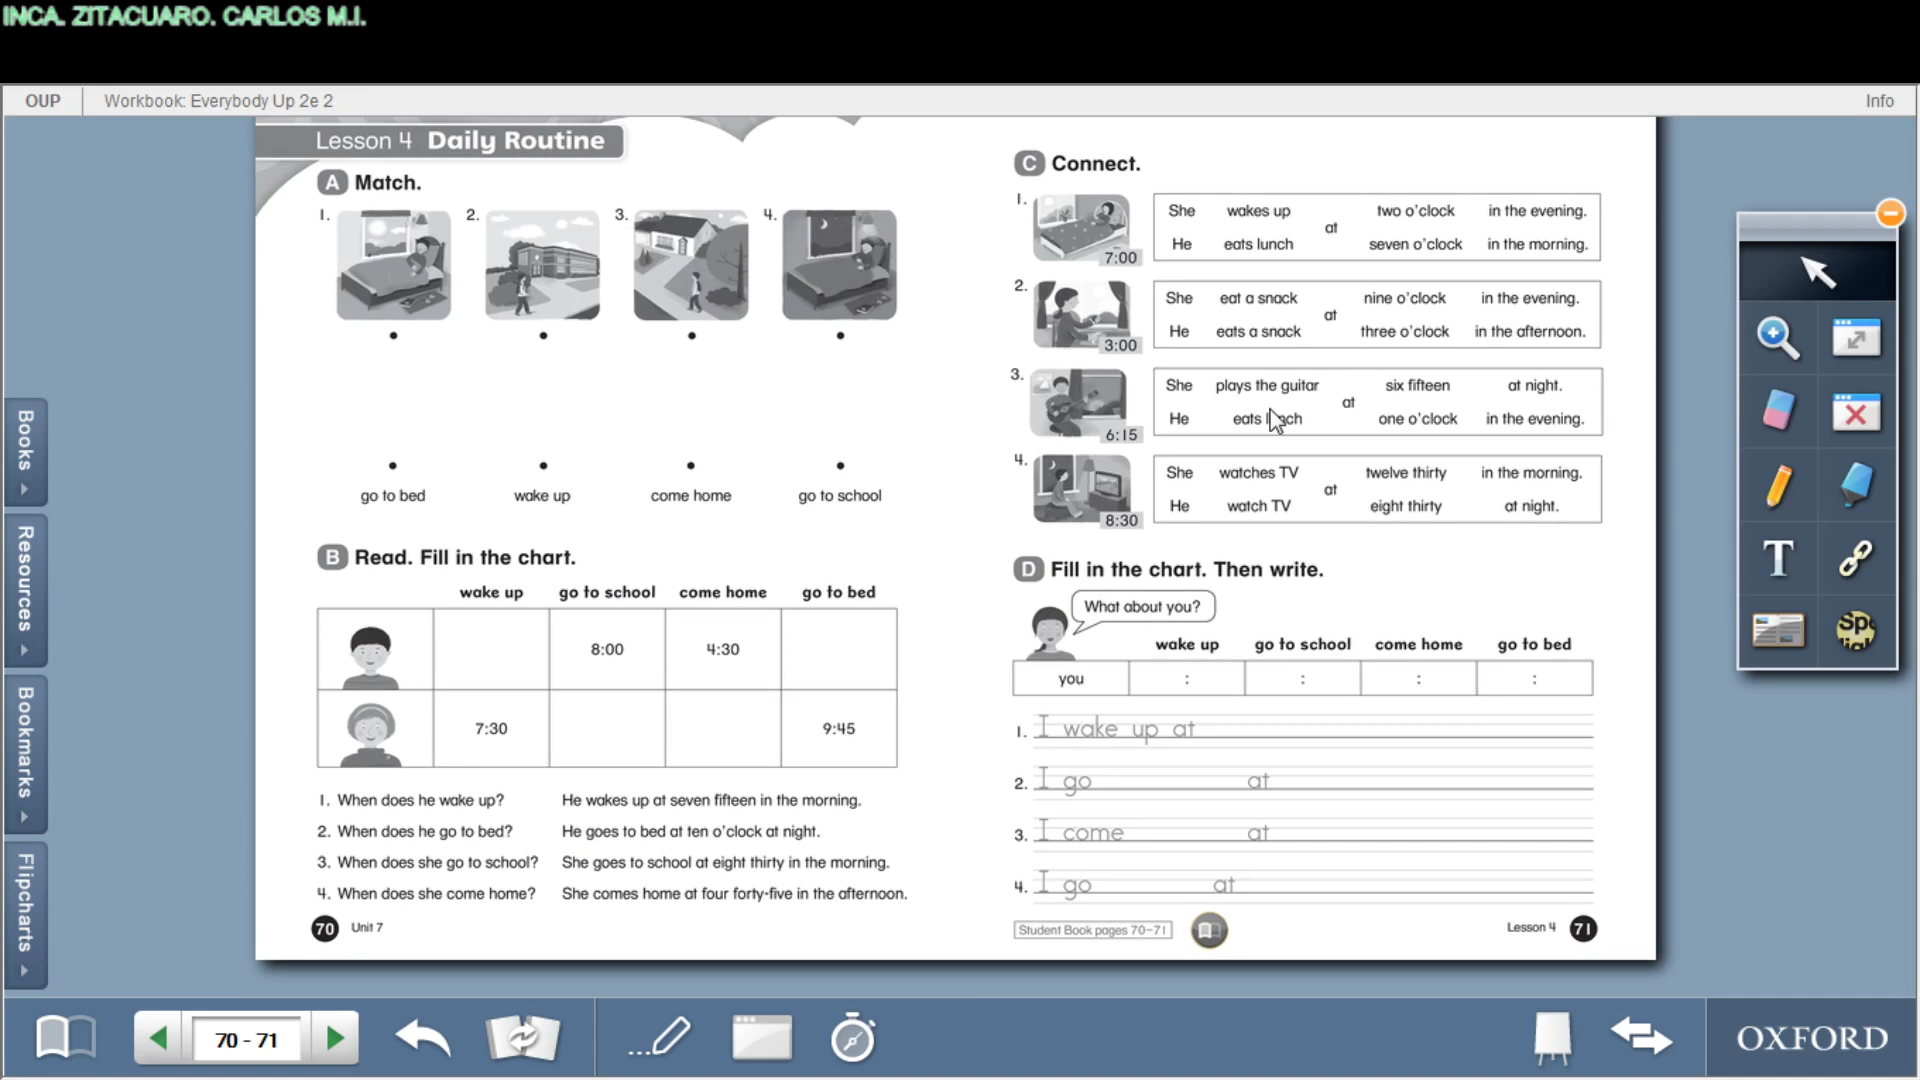 INCA. ZITACUARO. CARLOS M.I.
OUP Workbook: Everybody Up 2e 2 Info
Lesson 4 Daily Routine
A Match.
1. 2. 3. 4.
go to bed wake up come home go to school
B Read. Fill in the chart.
wake up go to school come home go to bed
8:00 4:30
7:30 9:45
1. When does he wake up? He wakes up at seven fifteen in the morning.
2. When does he go to bed? He goes to bed at ten o'clock at night.
3. When does she go to school? She goes to school at eight thirty in the morning.
4. When does she come home? She comes home at four forty-five in the afternoon.
70 Unit 7
C Connect.
1. 7:00
She wakes up two o'clock in the evening.
at
He eats lunch seven o'clock in the morning.
2. 3:00
She eat a snack nine o'clock in the evening.
at
He eats a snack three o'clock in the afternoon.
3. 6:15
She plays the guitar six fifteen at night.
at
He eats lunch one o'clock in the evening.
4. 8:30
She watches TV twelve thirty in the morning.
at
He watch TV eight thirty at night.
D Fill in the chart. Then write.
What about you?
wake up go to school come home go to bed
you : : : :
1. I wake up at
2. I go at
3. I come at
4. I go at
Student Book pages 70–71
Lesson 4 71
Books
Resources
Bookmarks
Flipcharts
T
70 - 71
OXFORD